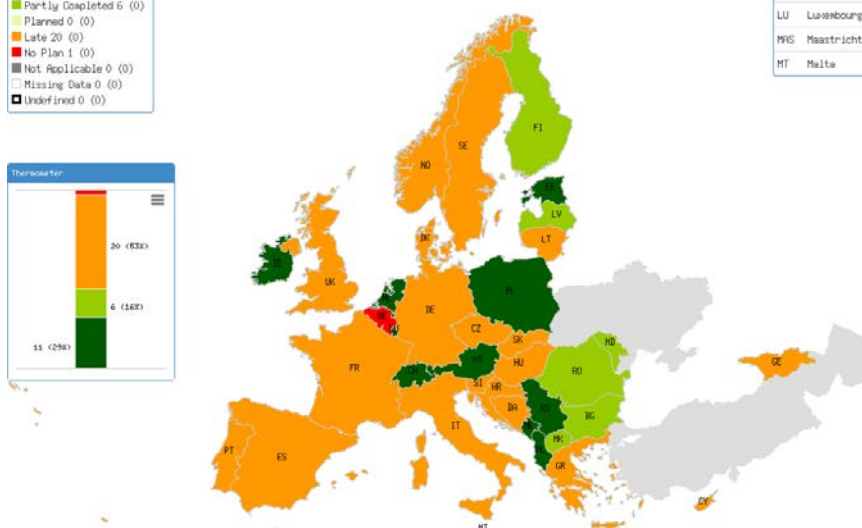 Partly Completed 6 (0)
Planned 0 (0)
Late 20 (0)
No Plan 1 (0)
Not Applicable 0 (0)
Missing Data 0 (0)
Undefined 0 (0)
LU Luxembourg
MAS Maastricht
MT Malta
Thermometer
20 (53%)
6 (16%)
11 (29%)
FI
SE
NO
EE
LV
LT
DK
IE
UK
PL
DE
BE
CZ
SK
MD
AT
HU
FR
CH
RO
GE
SI
HR
BA
RS
BG
IT
MK
PT
ES
GR
CY
MT